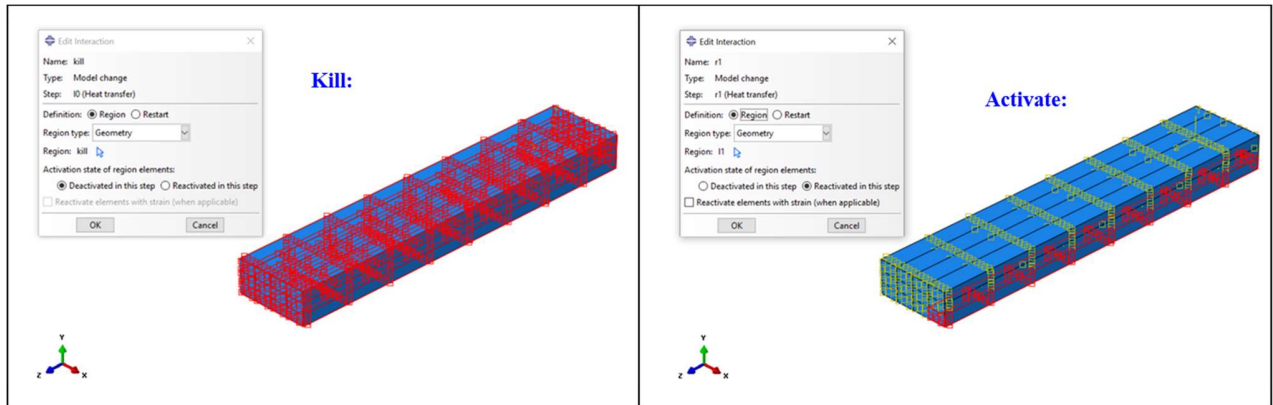 Edit Interaction
Name: kill
Type: Model change
Step: l0 (Heat transfer)
Definition: Region Restart
Region type: Geometry
Region: kill
Activation state of region elements:
Deactivated in this step Reactivated in this step
Reactivate elements with strain (when applicable)
OK Cancel
Kill:
Y
Z X
Edit Interaction
Name: r1
Type: Model change
Step: r1 (Heat transfer)
Definition: Region Restart
Region type: Geometry
Region: l1
Activation state of region elements:
Deactivated in this step Reactivated in this step
Reactivate elements with strain (when applicable)
OK Cancel
Activate:
Y
Z X